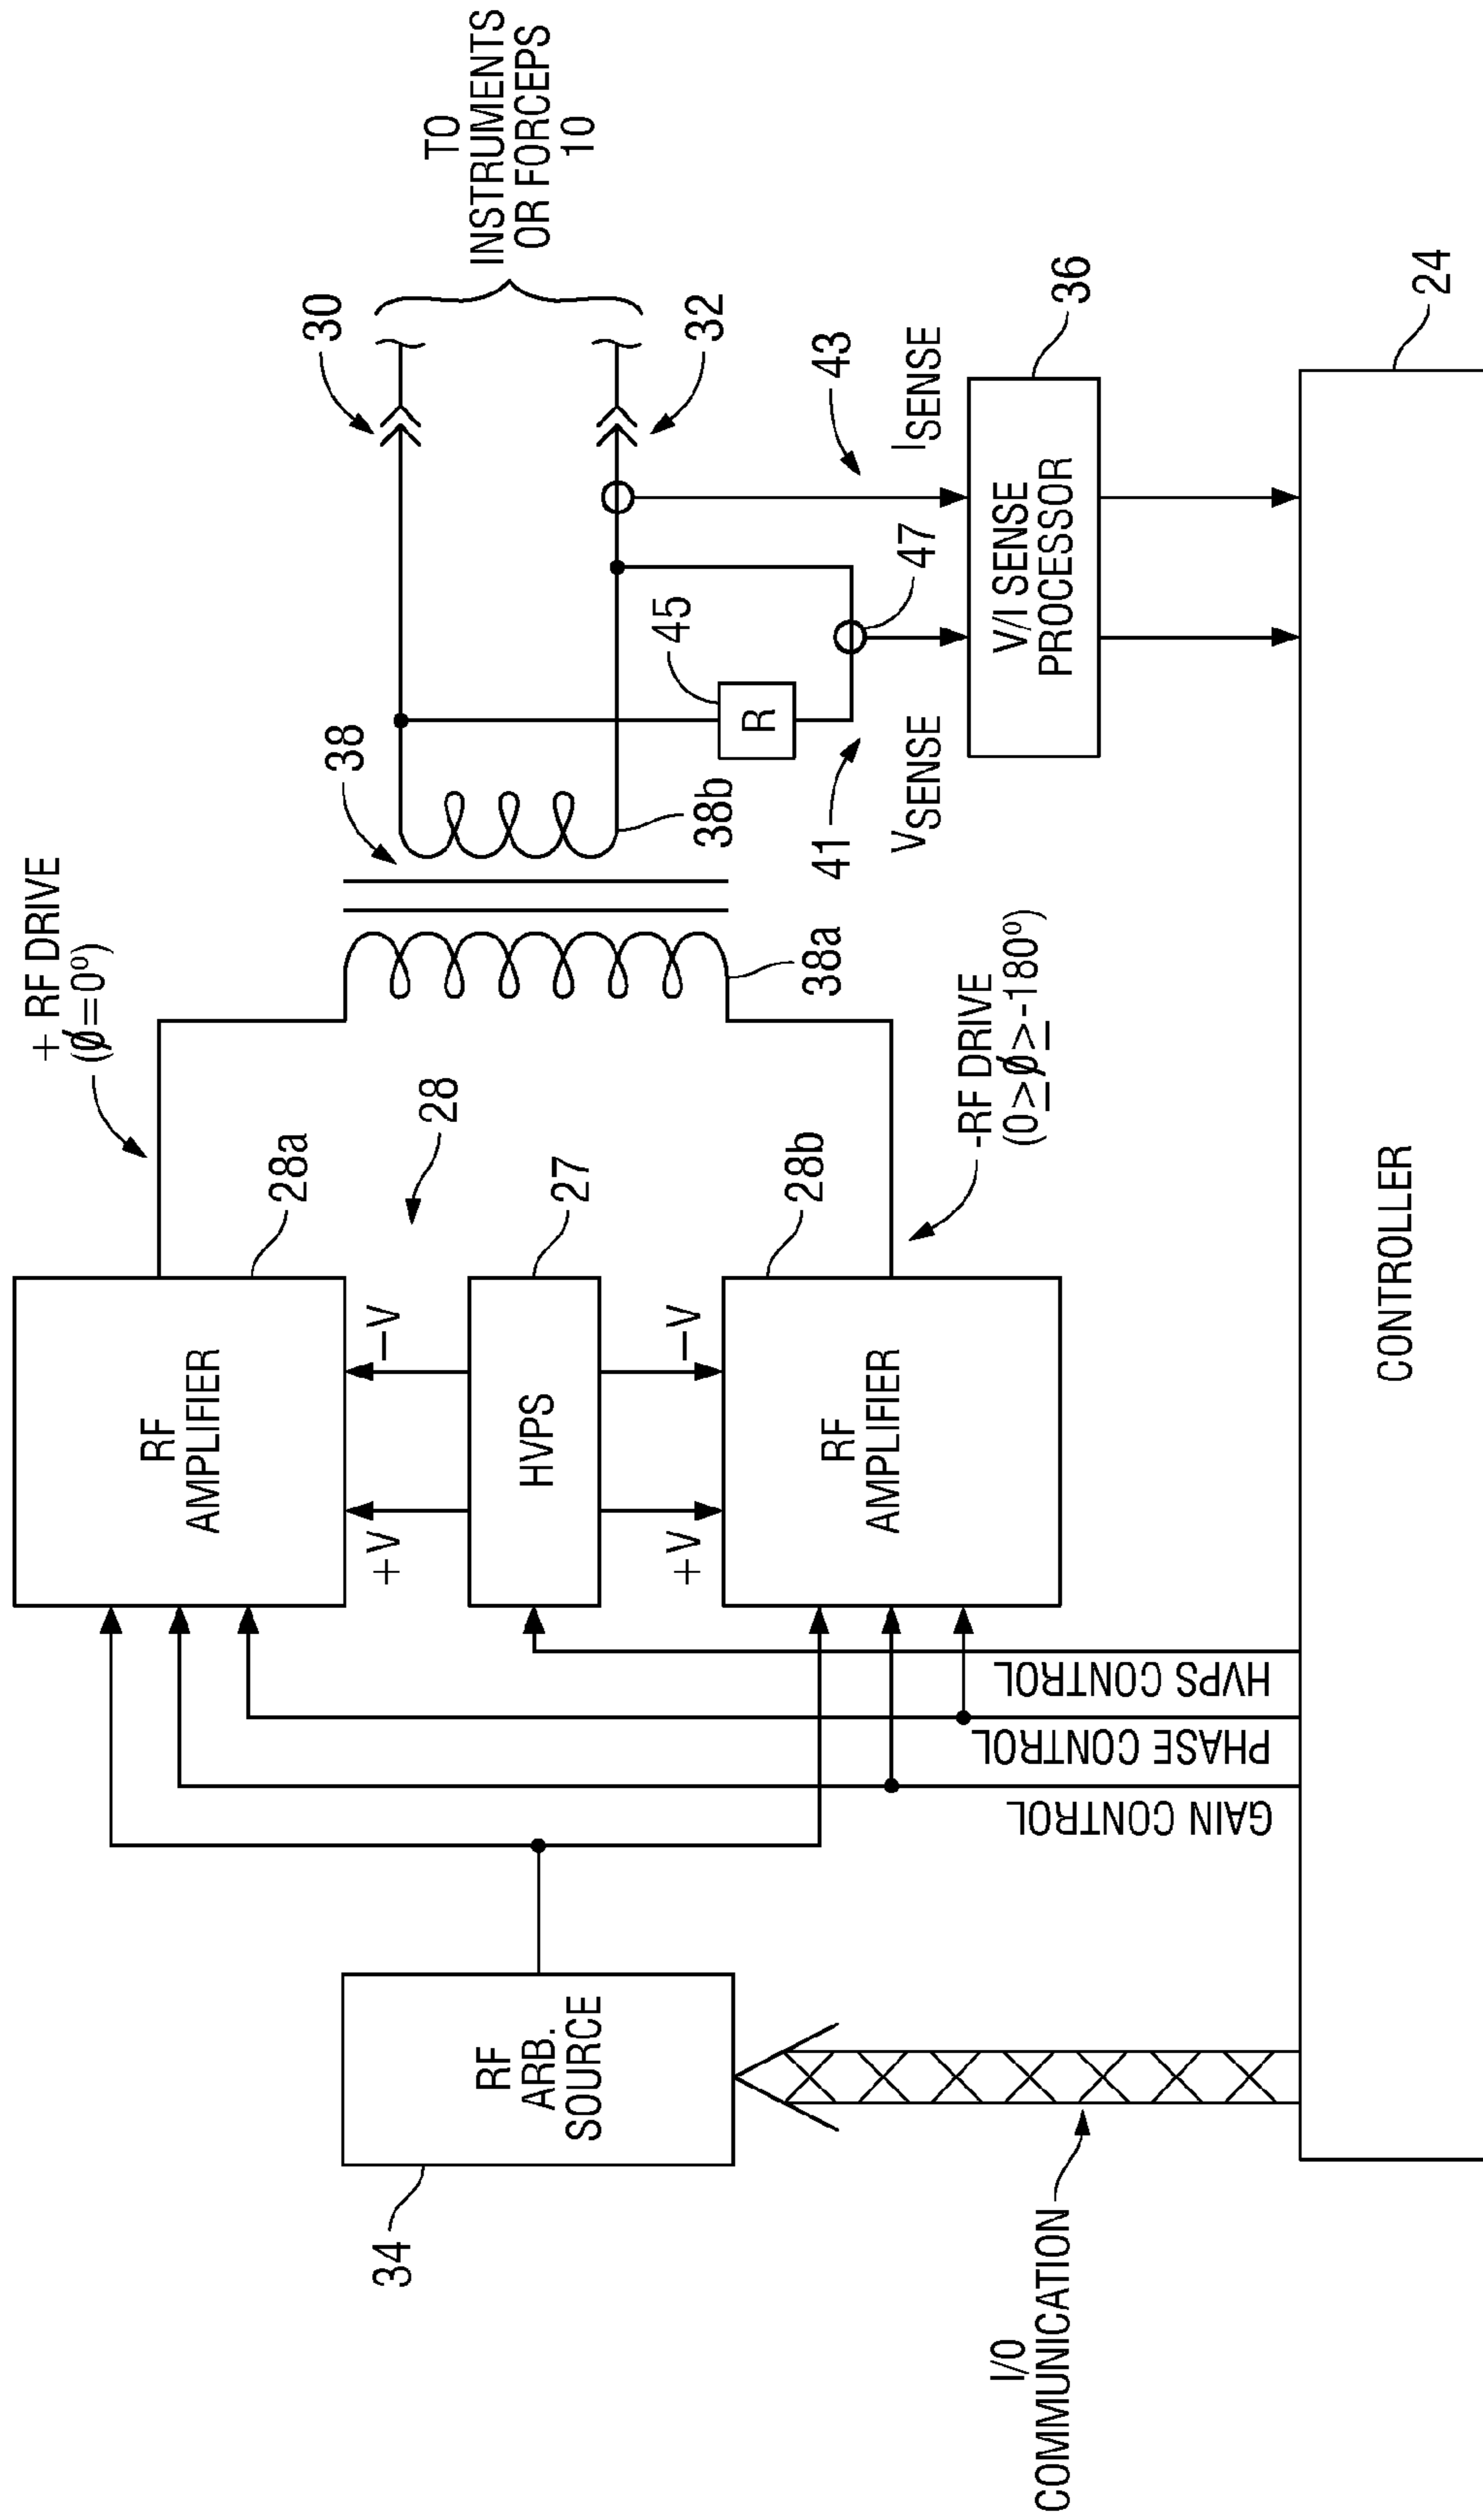 + RF DRIVE
(Ø=0º)
RF
AMPLIFIER
28a
28
+V
–V
HVPS
27
+V
–V
RF
AMPLIFIER
28b
-RF DRIVE
(0≥Ø≥-180º)
38
38a
38b
30
32
TO
INSTRUMENTS
OR FORCEPS
10
45
R
47
41
VSENSE
43
ISENSE
V/I SENSE
PROCESSOR
36
34
RF
ARB.
SOURCE
I/O
COMMUNICATION
GAIN CONTROL
PHASE CONTROL
HVPS CONTROL
CONTROLLER
24